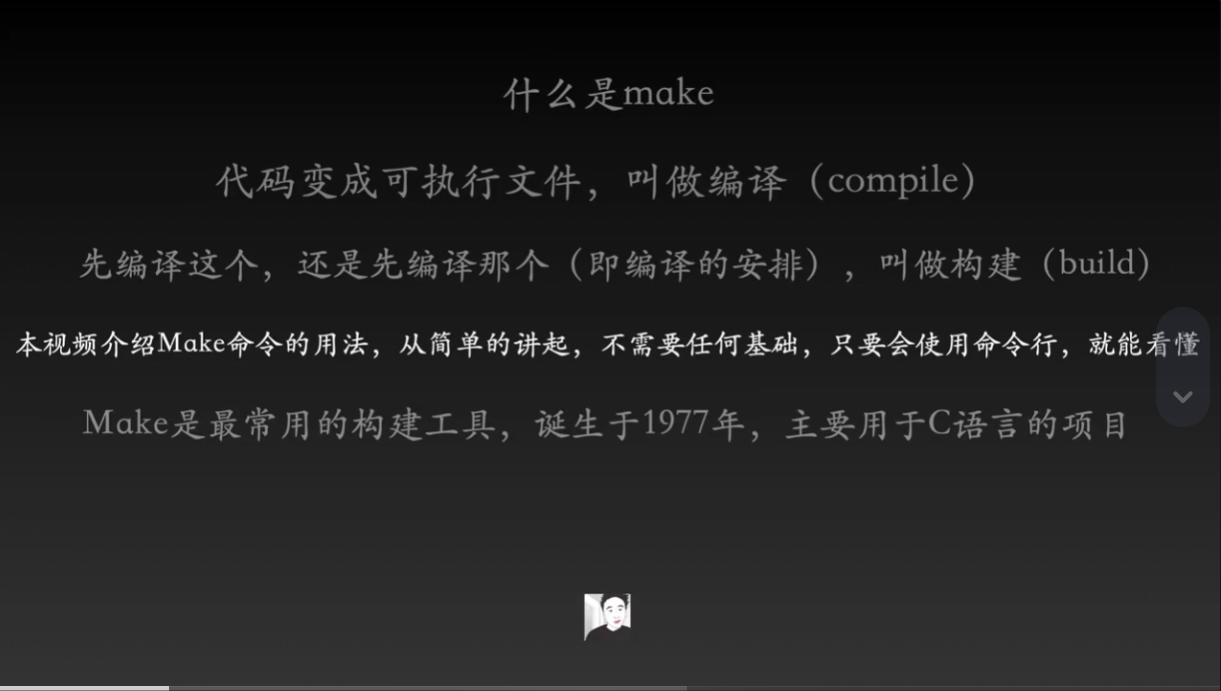 什么是make
代码变成可执行文件，叫做编译（compile）
先编译这个，还是先编译那个（即编译的安排），叫做构建（build）
本视频介绍Make命令的用法，从简单的讲起，不需要任何基础，只要会使用命令行，就能看懂
Make是最常用的构建工具，诞生于1977年，主要用于C语言的项目